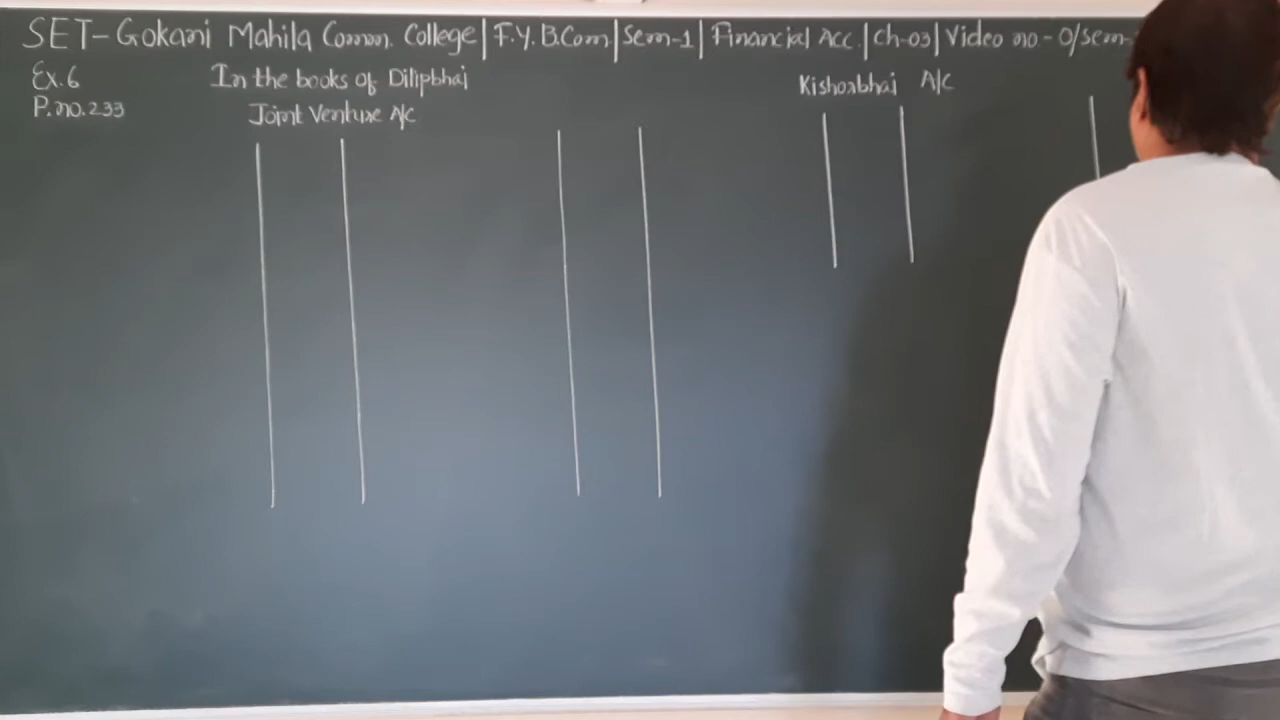 SET- Gokani Mahila Comm. College | F.Y. B.Com | Sem-1 | Financial Acc. | Ch-03 | Video no - 0/Sem-
Ex. 6
P. no. 233
In the books of Dilipbhai
Joint Venture A/C
Kishorbhai A/C